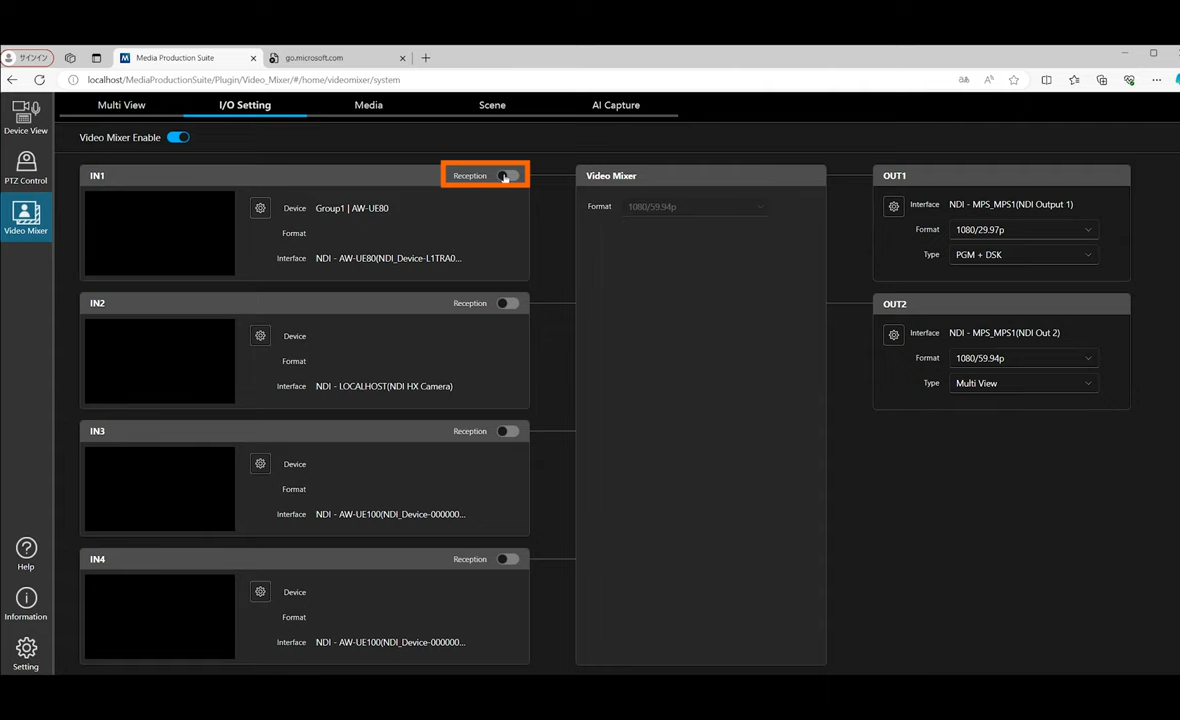 サインイン
Media Production Suite
go.microsoft.com
localhost/MediaProductionSuite/Plugin/Video_Mixer/#/home/videomixer/system
Device View
PTZ Control
Video Mixer
Help
Information
Setting
Multi View
I/O Setting
Media
Scene
AI Capture
Video Mixer Enable
IN1
Reception
Device Group1 | AW-UE80
Format
Interface NDI - AW-UE80(NDI_Device-L1TRA0...
IN2
Reception
Device
Format
Interface NDI - LOCALHOST(NDI HX Camera)
IN3
Reception
Device
Format
Interface NDI - AW-UE100(NDI_Device-000000...
IN4
Reception
Device
Format
Interface NDI - AW-UE100(NDI_Device-000000...
Video Mixer
Format 1080/59.94p
OUT1
Interface NDI - MPS_MPS1(NDI Output 1)
Format 1080/29.97p
Type PGM + DSK
OUT2
Interface NDI - MPS_MPS1(NDI Out 2)
Format 1080/59.94p
Type Multi View